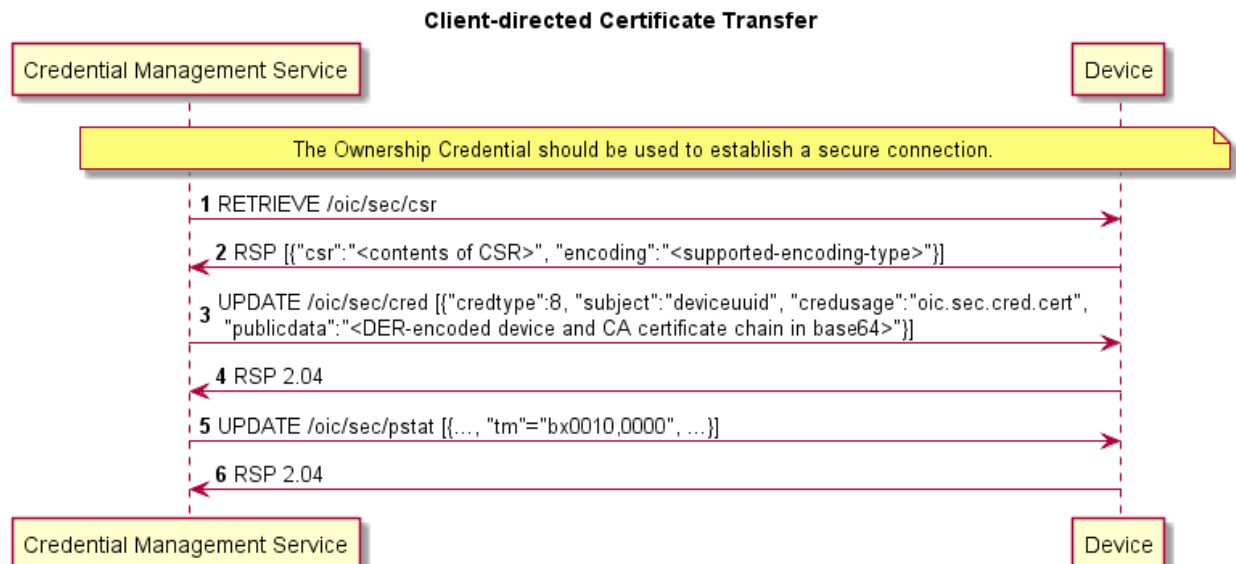 Client-directed Certificate Transfer
Credential Management Service
Device
The Ownership Credential should be used to establish a secure connection.
1 RETRIEVE /oic/sec/csr
2 RSP [{"csr":"<contents of CSR>", "encoding":"<supported-encoding-type>"}]
3 UPDATE /oic/sec/cred [{"credtype":8, "subject":"deviceuuid", "credusage":"oic.sec.cred.cert",
"publicdata":"<DER-encoded device and CA certificate chain in base64>"}]
4 RSP 2.04
5 UPDATE /oic/sec/pstat [{..., "tm"="bx0010,0000", ...}]
6 RSP 2.04
Credential Management Service
Device